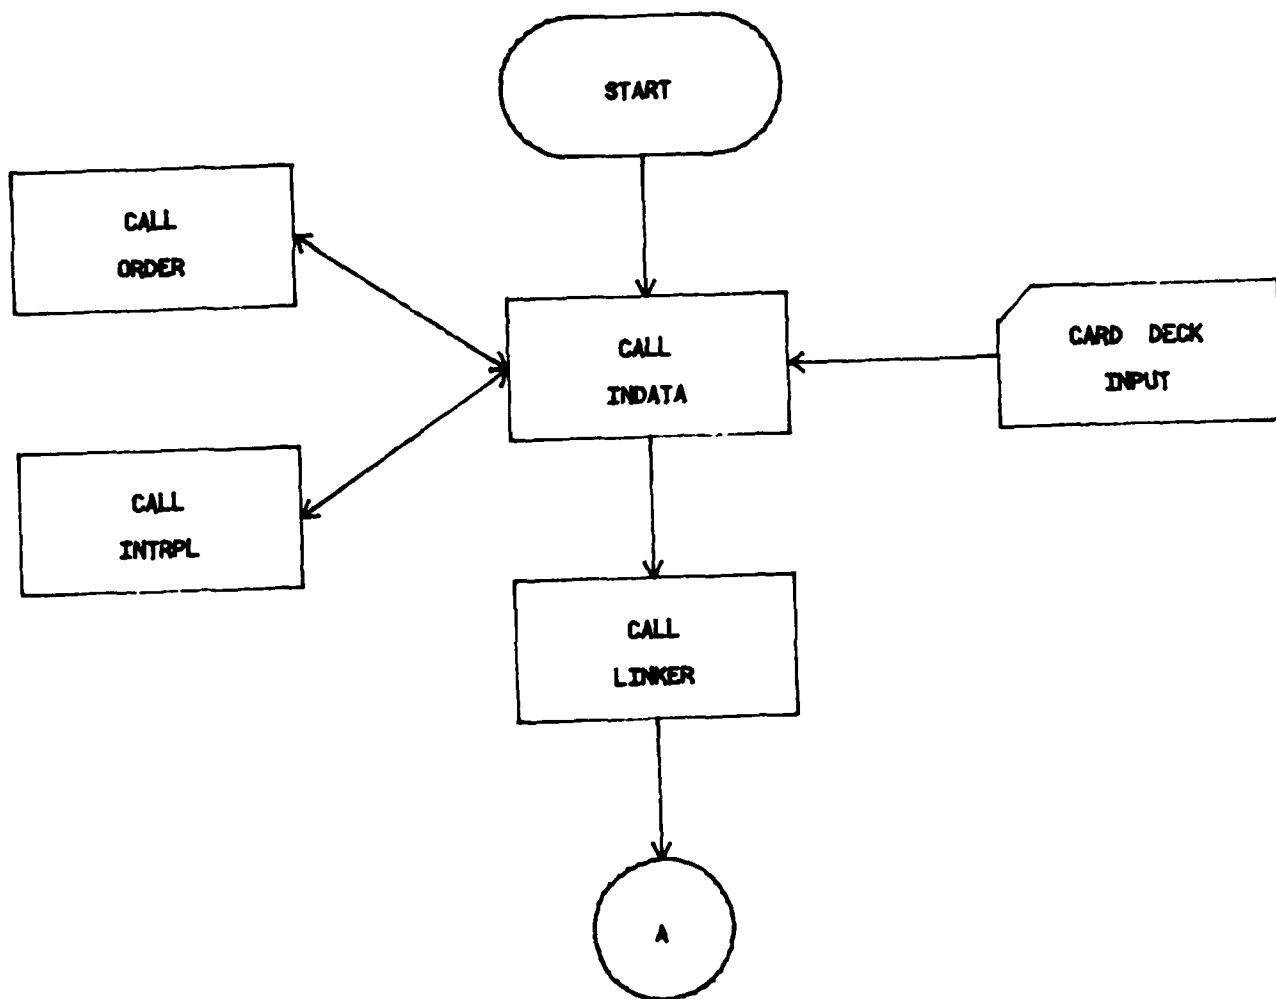 START
CALL
ORDER
CALL
INDATA
CARD DECK
INPUT
CALL
INTRPL
CALL
LINKER
A